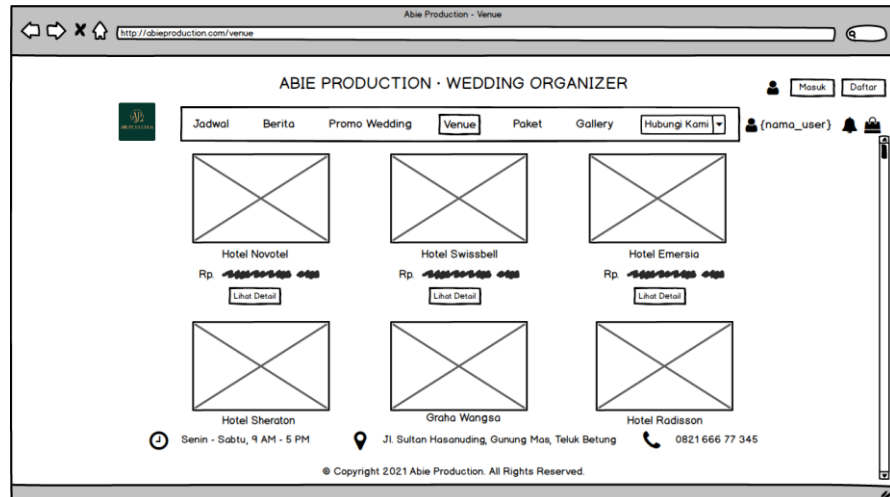 Abie Production - Venue
http://abieproduction.com/venue
ABIE PRODUCTION · WEDDING ORGANIZER
Masuk Daftar
Jadwal Berita Promo Wedding Venue Paket Gallery Hubungi Kami {nama_user}
Hotel Novotel Hotel Swissbell Hotel Emersia
Rp. Rp. Rp.
Lihat Detail Lihat Detail Lihat Detail
Hotel Sheraton Graha Wangsa Hotel Radisson
Senin - Sabtu, 9 AM - 5 PM Jl. Sultan Hasanuding, Gunung Mas, Teluk Betung 0821 666 77 345
© Copyright 2021 Abie Production. All Rights Reserved.